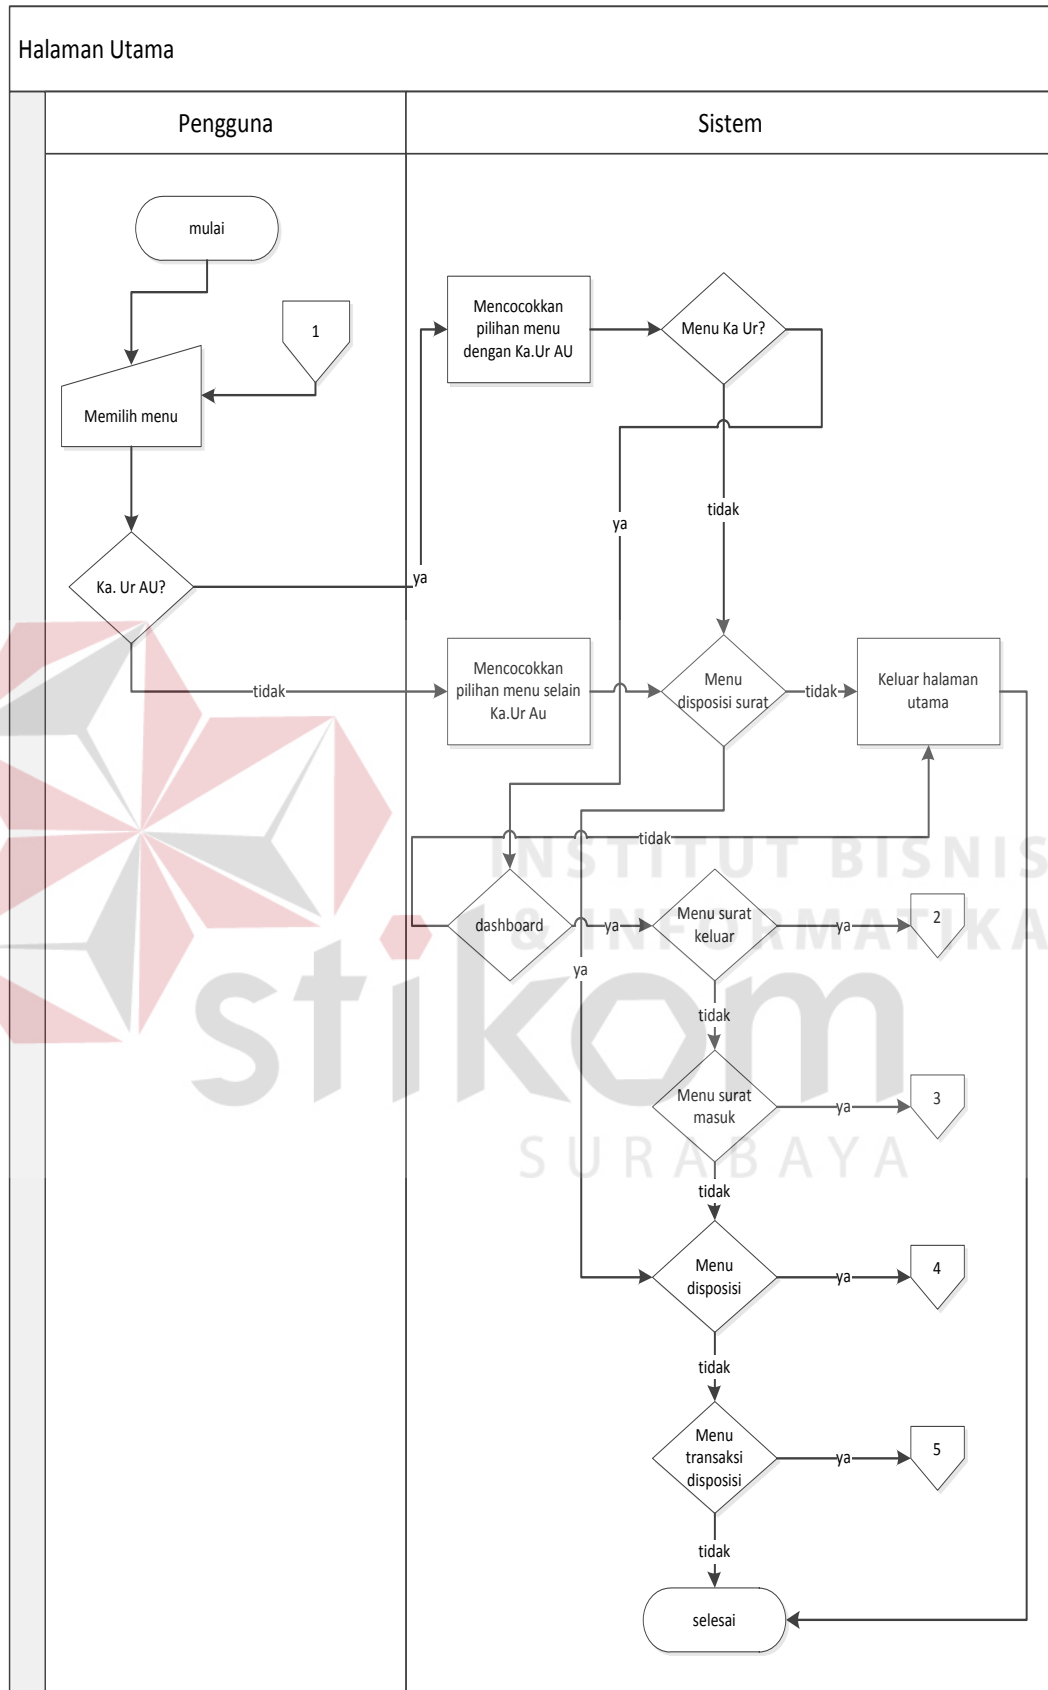 Halaman Utama
Pengguna
Sistem
mulai
1
Mencocokkan
pilihan menu
dengan Ka.Ur AU
Menu Ka Ur?
Memilih menu
ya
tidak
Ka. Ur AU?
ya
tidak
Mencocokkan
pilihan menu selain
Ka.Ur Au
Menu
disposisi surat
tidak
Keluar halaman
utama
tidak
INSTITUT BISNIS
& INFORMATIKA
dashboard
ya
Menu surat
keluar
ya
2
ya
stikom
tidak
Menu surat
masuk
ya
3
SURABAYA
tidak
Menu
disposisi
ya
4
tidak
Menu
transaksi
disposisi
ya
5
tidak
selesai